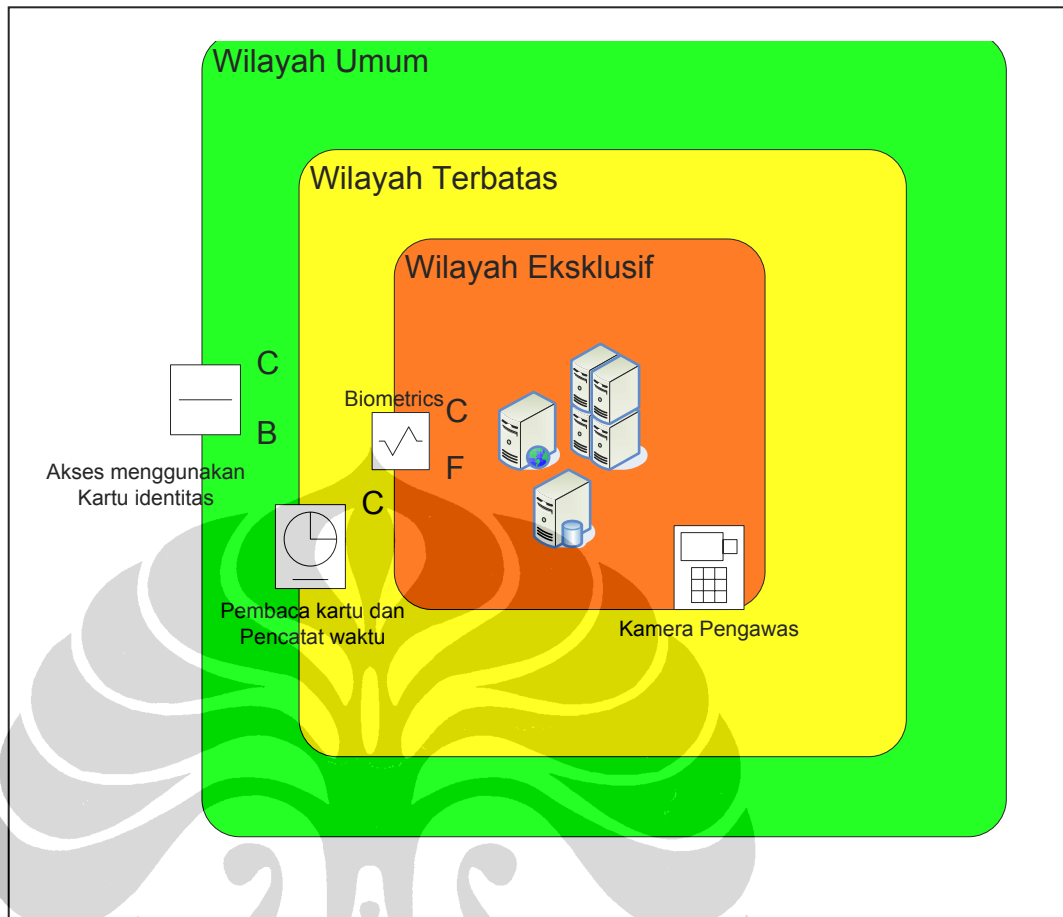 Wilayah Umum
Wilayah Terbatas
Wilayah Eksklusif
C
B
Akses menggunakan
Kartu identitas
Biometrics
C
F
C
Pembaca kartu dan
Pencatat waktu
Kamera Pengawas